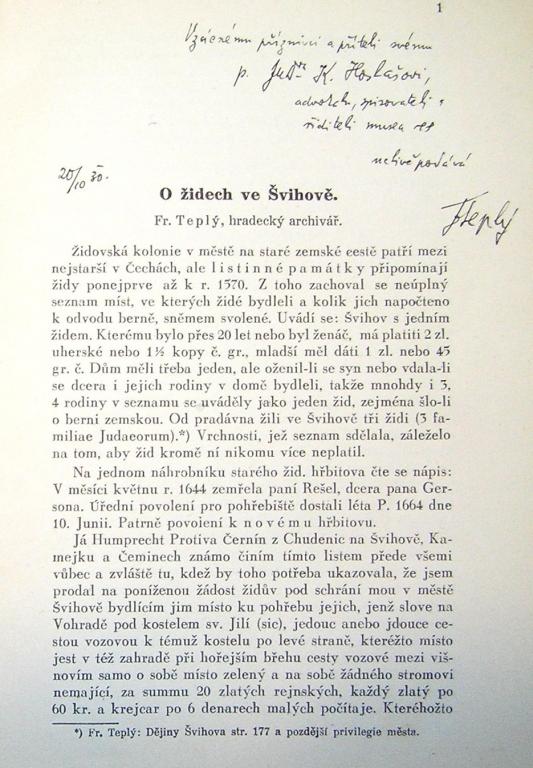 1
Vzácnému příznivci a příteli svému
p. JUDru K. Hostašovi,
advokátu, spisovateli a
řediteli musea
uctivě podává
20/10 30.
FTeplý
O židech ve Švihově.
Fr. Teplý, hradecký archivář.
Židovská kolonie v městě na staré zemské cestě patří mezi
nejstarší v Čechách, ale listinné památky připomínají
židy ponejprve až k r. 1570. Z toho zachoval se neúplný
seznam míst, ve kterých židé bydleli a kolik jich napočteno
k odvodu berně, sněmem svolené. Uvádí se: Švihov s jedním
židem. Kterému bylo přes 20 let nebo byl ženáč, má platiti 2 zl.
uherské nebo 1½ kopy č. gr., mladší měl dáti 1 zl. nebo 45
gr. č. Dům měli třeba jeden, ale oženil-li se syn nebo vdala-li
se dcera i jejich rodiny v domě bydleli, takže mnohdy i 3,
4 rodiny v seznamu se uváděly jako jeden žid, zejména šlo-li
o berni zemskou. Od pradávna žili ve Švihově tři židi (3 fa-
miliae Judaeorum).*) Vrchnosti, jež seznam sdělala, záleželo
na tom, aby žid kromě ní nikomu více neplatil.
Na jednom náhrobníku starého žid. hřbitova čte se nápis:
V měsíci květnu r. 1644 zemřela paní Rešel, dcera pana Ger-
sona. Úřední povolení pro pohřebiště dostali léta P. 1664 dne
10. Junii. Patrně povoiení k novému hřbitovu.
Já Humprecht Protiva Černín z Chudenic na Švihově, Ka-
mejku a Čeminech známo činím tímto listem přede všemi
vůbec a zvláště tu, kdež by toho potřeba ukazovala, že jsem
prodal na poníženou žádost židův pod schrání mou v městě
Švihově bydlících jim místo ku pohřebu jejich, jenž slove na
Vohradě pod kostelem sv. Jilí (sic), jedouc anebo jdouce ce-
stou vozovou k témuž kostelu po levé straně, kteréžto místo
jest v též zahradě při hořejším břehu cesty vozové mezi viš-
novím samo o sobě místo zelený a na sobě žádného stromoví
nemající, za summu 20 zlatých rejnských, každý zlatý po
60 kr. a krejcar po 6 denarech malých počítaje. Kteréhožto
*) Fr. Teplý: Dějiny Švihova str. 177 a pozdější privilegie města.